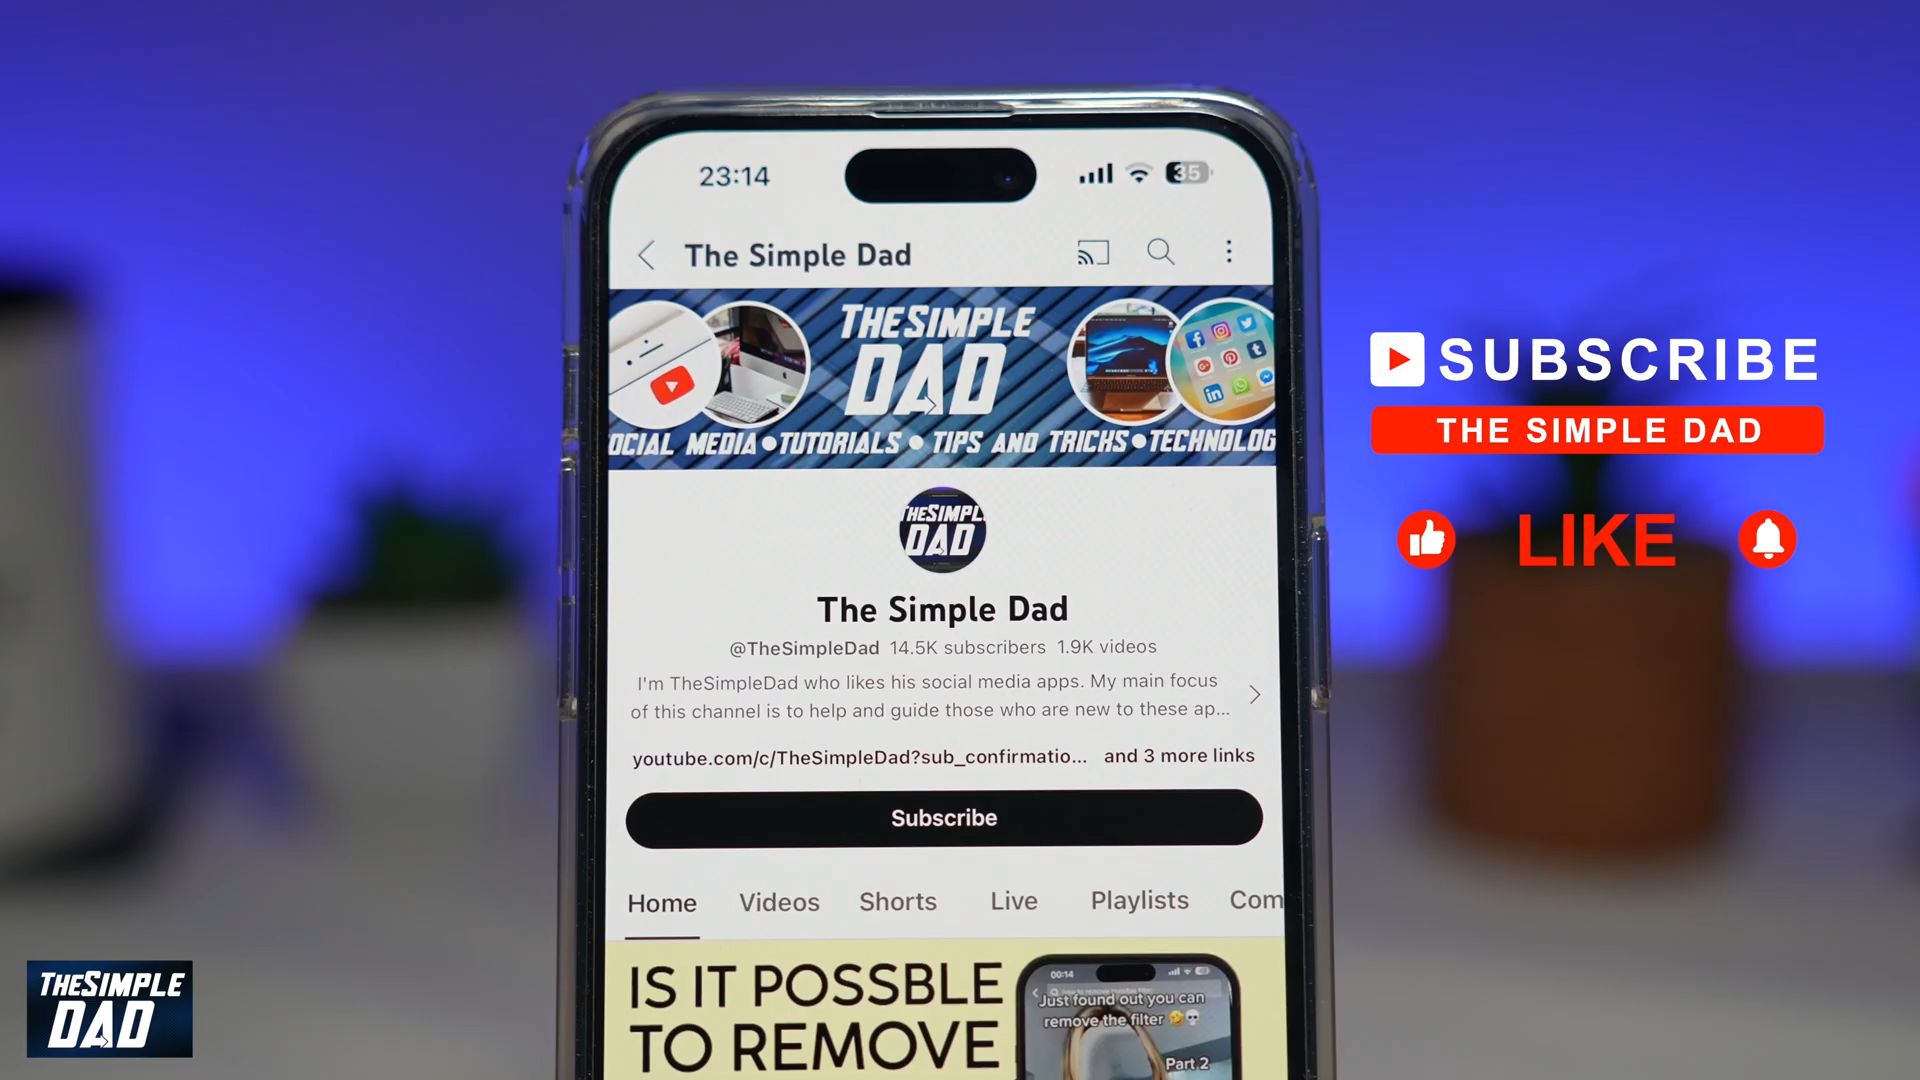 23:14
35
The Simple Dad
THESIMPLE
DAD
OCIAL MEDIA•TUTORIALS • TIPS AND TRICKS•TECHNOLOG
THESIMPL
DAD
The Simple Dad
@TheSimpleDad 14.5K subscribers 1.9K videos
I'm TheSimpleDad who likes his social media apps. My main focus
of this channel is to help and guide those who are new to these ap...
youtube.com/c/TheSimpleDad?sub_confirmatio... and 3 more links
Subscribe
Home Videos Shorts Live Playlists Com
IS IT POSSBLE
TO REMOVE
00:14
Just found out you can
remove the filter 🤣💀
Part 2
SUBSCRIBE
THE SIMPLE DAD
LIKE
THESIMPLE
DAD